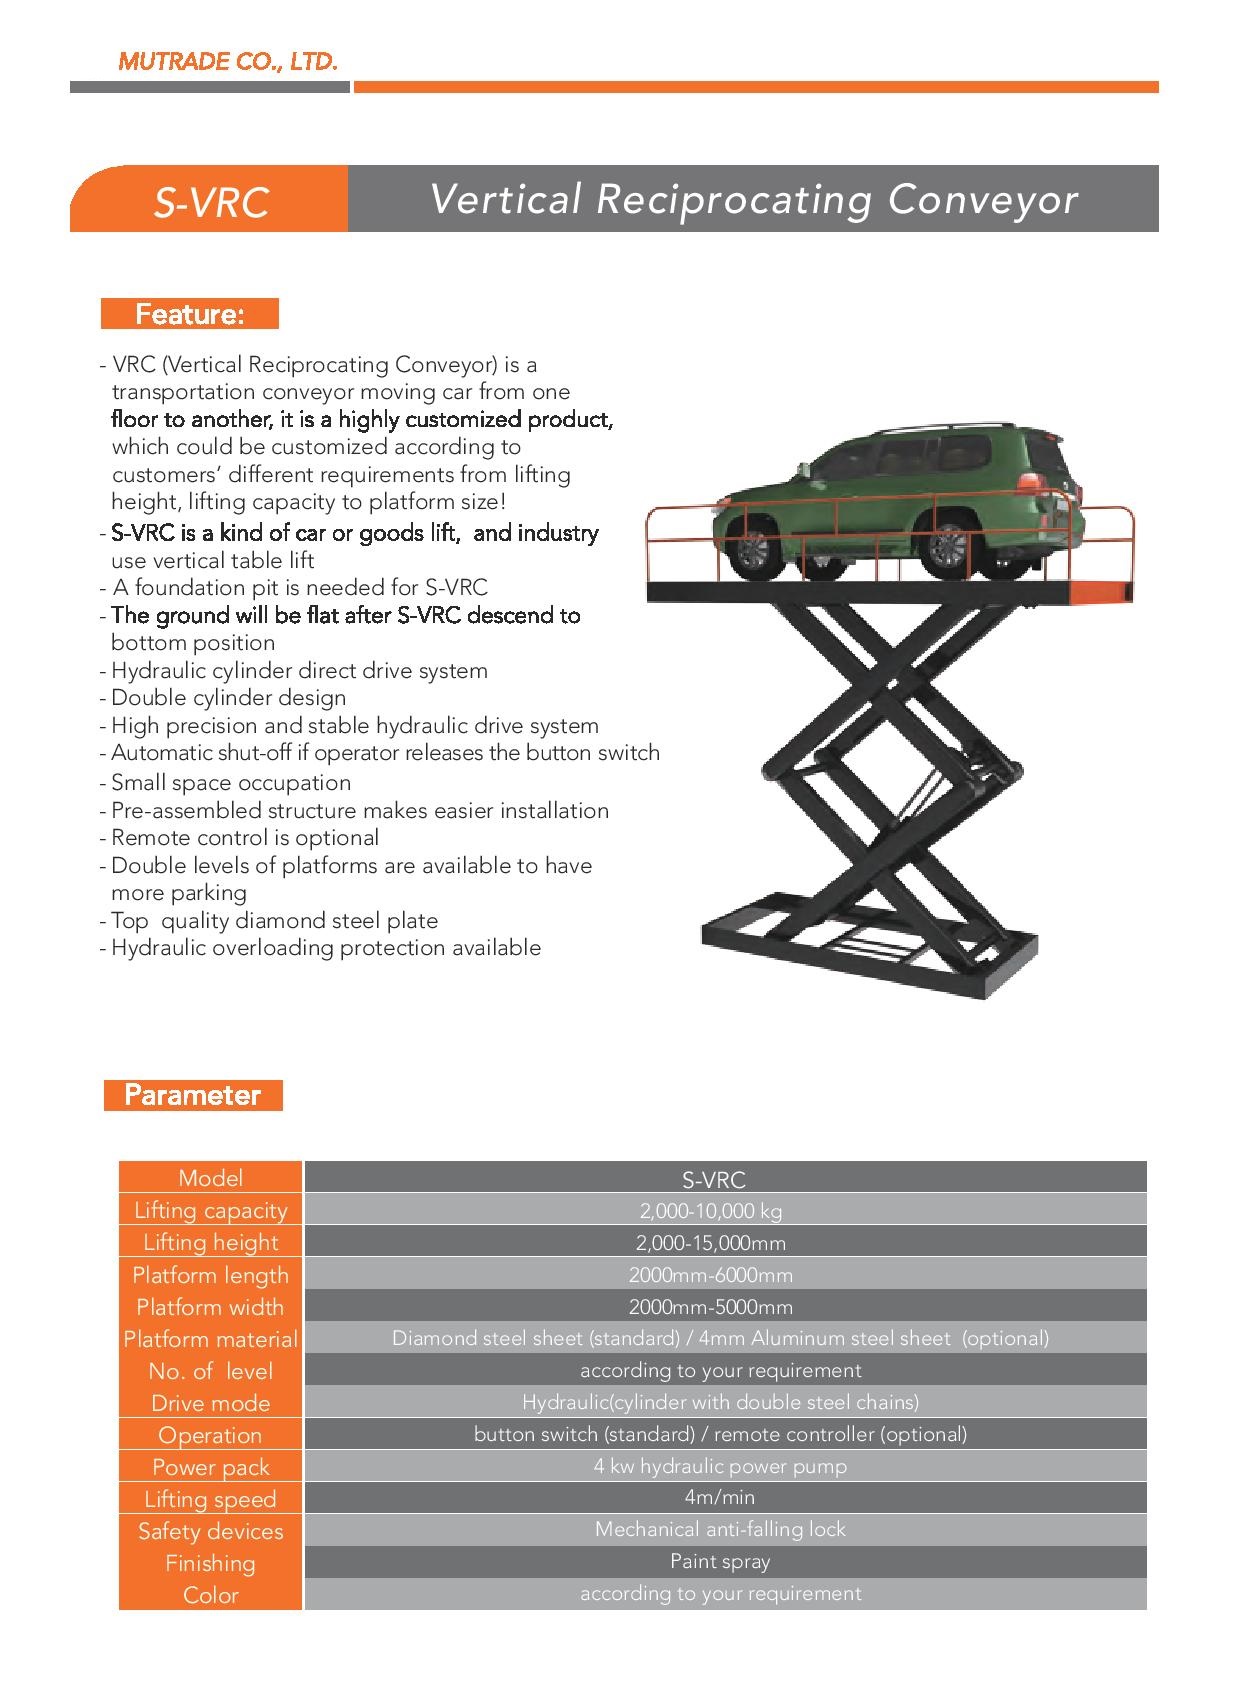 MUTRADE CO., LTD.
S-VRC
Vertical Reciprocating Conveyor
Feature:
- VRC (Vertical Reciprocating Conveyor) is a
transportation conveyor moving car from one
floor to another, it is a highly customized product,
which could be customized according to
customers’ different requirements from lifting
height, lifting capacity to platform size!
- S-VRC is a kind of car or goods lift,  and industry
use vertical table lift
- A foundation pit is needed for S-VRC
- The ground will be flat after S-VRC descend to
bottom position
- Hydraulic cylinder direct drive system
- Double cylinder design
- High precision and stable hydraulic drive system
- Automatic shut-off if operator releases the button switch
- Small space occupation
- Pre-assembled structure makes easier installation
- Remote control is optional
- Double levels of platforms are available to have
more parking
- Top  quality diamond steel plate
- Hydraulic overloading protection available
Parameter
Model S-VRC
Lifting capacity 2,000-10,000 kg
Lifting height 2,000-15,000mm
Platform length 2000mm-6000mm
Platform width 2000mm-5000mm
Platform material Diamond steel sheet (standard) / 4mm Aluminum steel sheet  (optional)
No. of  level according to your requirement
Drive mode Hydraulic(cylinder with double steel chains)
Operation button switch (standard) / remote controller (optional)
Power pack 4 kw hydraulic power pump
Lifting speed 4m/min
Safety devices Mechanical anti-falling lock
Finishing Paint spray
Color according to your requirement